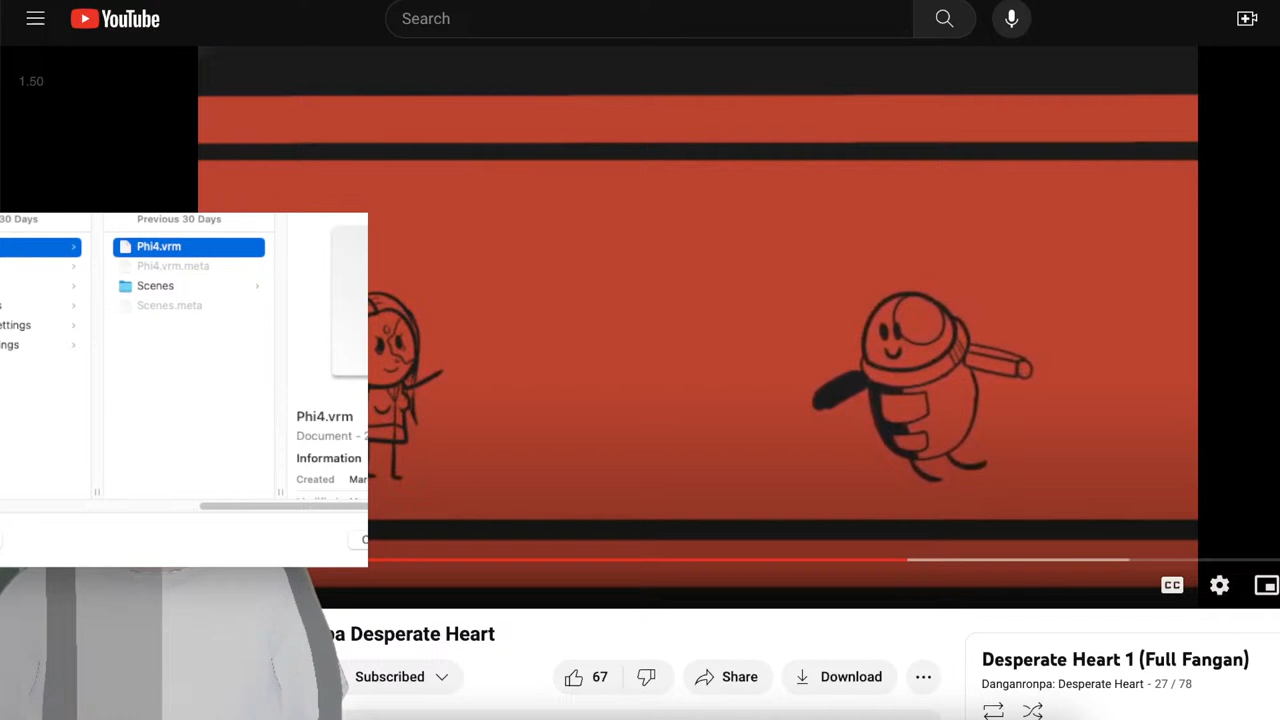 YouTube
Search
1.50
30 Days
Previous 30 Days
Phi4.vrm
Phi4.vrm.meta
Scenes
Scenes.meta
ettings
ngs
Phi4.vrm
Document -
Information
Created
Mar
CC
pa Desperate Heart
Subscribed
67
Share
Download
Desperate Heart 1 (Full Fangan)
Danganronpa: Desperate Heart - 27 / 78